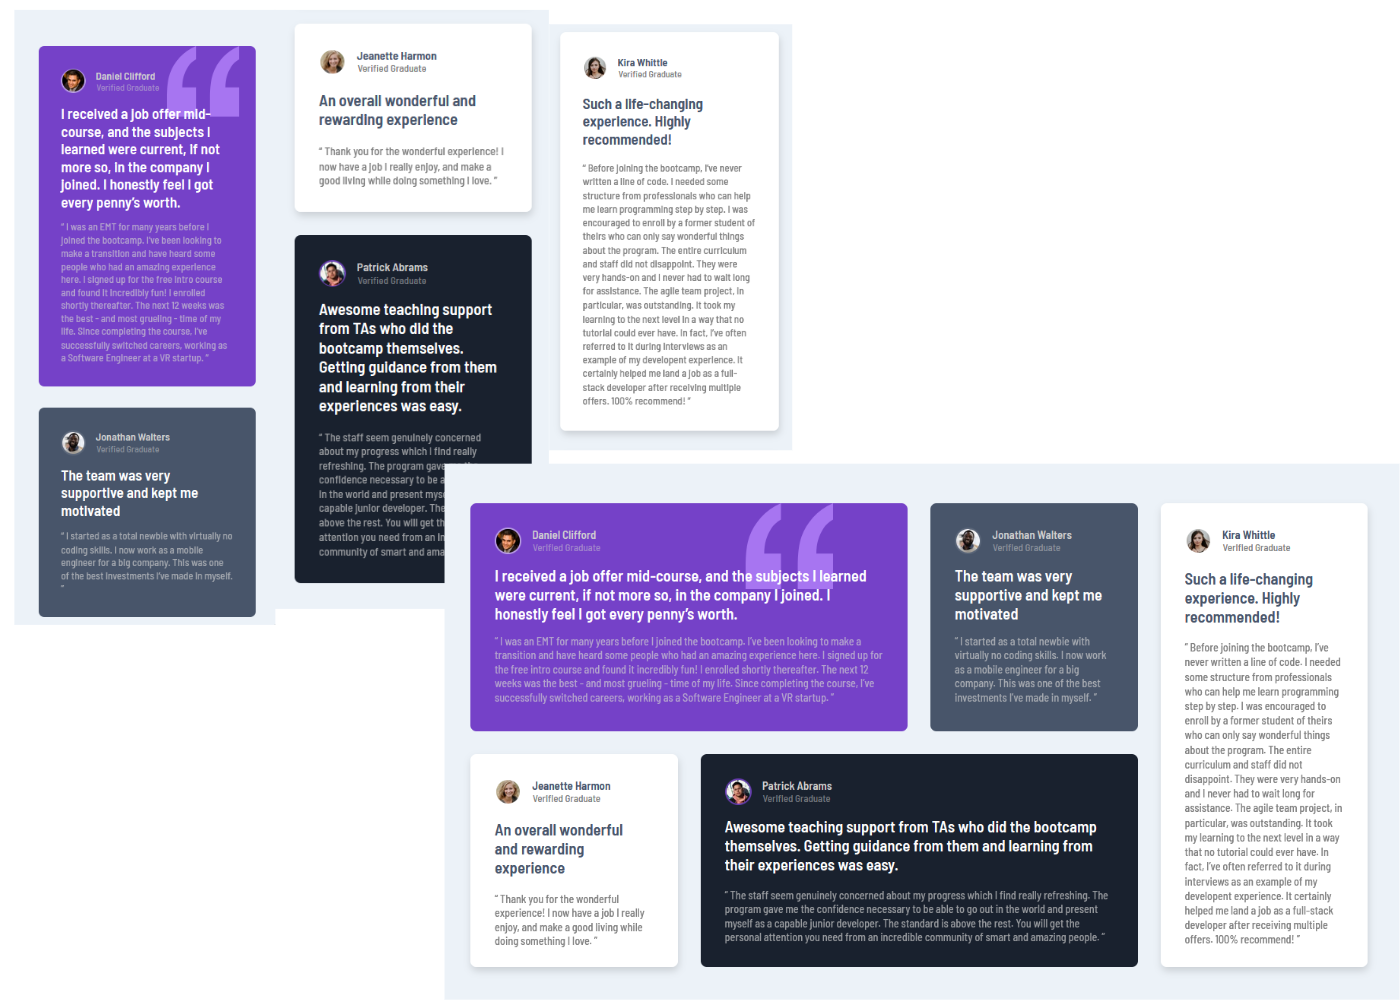 Daniel Clifford
Verified Graduate
I received a job offer mid-
course, and the subjects I
learned were current, if not
more so, in the company I
joined. I honestly feel I got
every penny’s worth.
“ I was an EMT for many years before I
joined the bootcamp. I’ve been looking to
make a transition and have heard some
people who had an amazing experience
here. I signed up for the free intro course
and found it incredibly fun! I enrolled
shortly thereafter. The next 12 weeks was
the best - and most grueling - time of my
life. Since completing the course, I’ve
successfully switched careers, working as
a Software Engineer at a VR startup. ”
Jonathan Walters
Verified Graduate
The team was very
supportive and kept me
motivated
“ I started as a total newbie with virtually no
coding skills. I now work as a mobile
engineer for a big company. This was one
of the best investments I’ve made in myself.
”
Jeanette Harmon
Verified Graduate
An overall wonderful and
rewarding experience
“ Thank you for the wonderful experience! I
now have a job I really enjoy, and make a
good living while doing something I love. ”
Patrick Abrams
Verified Graduate
Awesome teaching support
from TAs who did the
bootcamp themselves.
Getting guidance from them
and learning from their
experiences was easy.
“ The staff seem genuinely concerned
about my progress which I find really
refreshing. The program gave
confidence necessary to be a
in the world and present myse
capable junior developer. The
above the rest. You will get th
attention you need from an in
community of smart and ama
Kira Whittle
Verified Graduate
Such a life-changing
experience. Highly
recommended!
“ Before joining the bootcamp, I’ve never
written a line of code. I needed some
structure from professionals who can help
me learn programming step by step. I was
encouraged to enroll by a former student of
theirs who can only say wonderful things
about the program. The entire curriculum
and staff did not disappoint. They were
very hands-on and I never had to wait long
for assistance. The agile team project, in
particular, was outstanding. It took my
learning to the next level in a way that no
tutorial could ever have. In fact, I’ve often
referred to it during interviews as an
example of my developent experience. It
certainly helped me land a job as a full-
stack developer after receiving multiple
offers. 100% recommend! ”
Daniel Clifford
Verified Graduate
I received a job offer mid-course, and the subjects I learned
were current, if not more so, in the company I joined. I
honestly feel I got every penny’s worth.
“ I was an EMT for many years before I joined the bootcamp. I’ve been looking to make a
transition and have heard some people who had an amazing experience here. I signed up for
the free intro course and found it incredibly fun! I enrolled shortly thereafter. The next 12
weeks was the best - and most grueling - time of my life. Since completing the course, I’ve
successfully switched careers, working as a Software Engineer at a VR startup. ”
Jonathan Walters
Verified Graduate
The team was very
supportive and kept me
motivated
“ I started as a total newbie with
virtually no coding skills. I now work
as a mobile engineer for a big
company. This was one of the best
investments I’ve made in myself. ”
Jeanette Harmon
Verified Graduate
An overall wonderful
and rewarding
experience
“ Thank you for the wonderful
experience! I now have a job I really
enjoy, and make a good living while
doing something I love. ”
Patrick Abrams
Verified Graduate
Awesome teaching support from TAs who did the bootcamp
themselves. Getting guidance from them and learning from
their experiences was easy.
“ The staff seem genuinely concerned about my progress which I find really refreshing. The
program gave me the confidence necessary to be able to go out in the world and present
myself as a capable junior developer. The standard is above the rest. You will get the
personal attention you need from an incredible community of smart and amazing people. ”
Kira Whittle
Verified Graduate
Such a life-changing
experience. Highly
recommended!
“ Before joining the bootcamp, I’ve
never written a line of code. I needed
some structure from professionals
who can help me learn programming
step by step. I was encouraged to
enroll by a former student of theirs
who can only say wonderful things
about the program. The entire
curriculum and staff did not
disappoint. They were very hands-on
and I never had to wait long for
assistance. The agile team project, in
particular, was outstanding. It took
my learning to the next level in a way
that no tutorial could ever have. In
fact, I’ve often referred to it during
interviews as an example of my
developent experience. It certainly
helped me land a job as a full-stack
developer after receiving multiple
offers. 100% recommend! ”